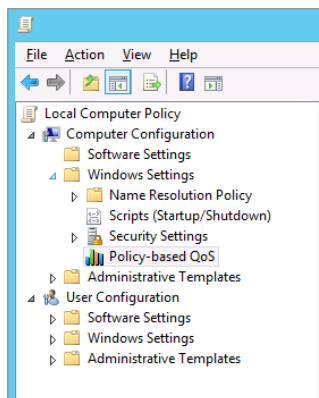 File Action View Help
Local Computer Policy
Computer Configuration
Software Settings
Windows Settings
Name Resolution Policy
Scripts (Startup/Shutdown)
Security Settings
Policy-based QoS
Administrative Templates
User Configuration
Software Settings
Windows Settings
Administrative Templates